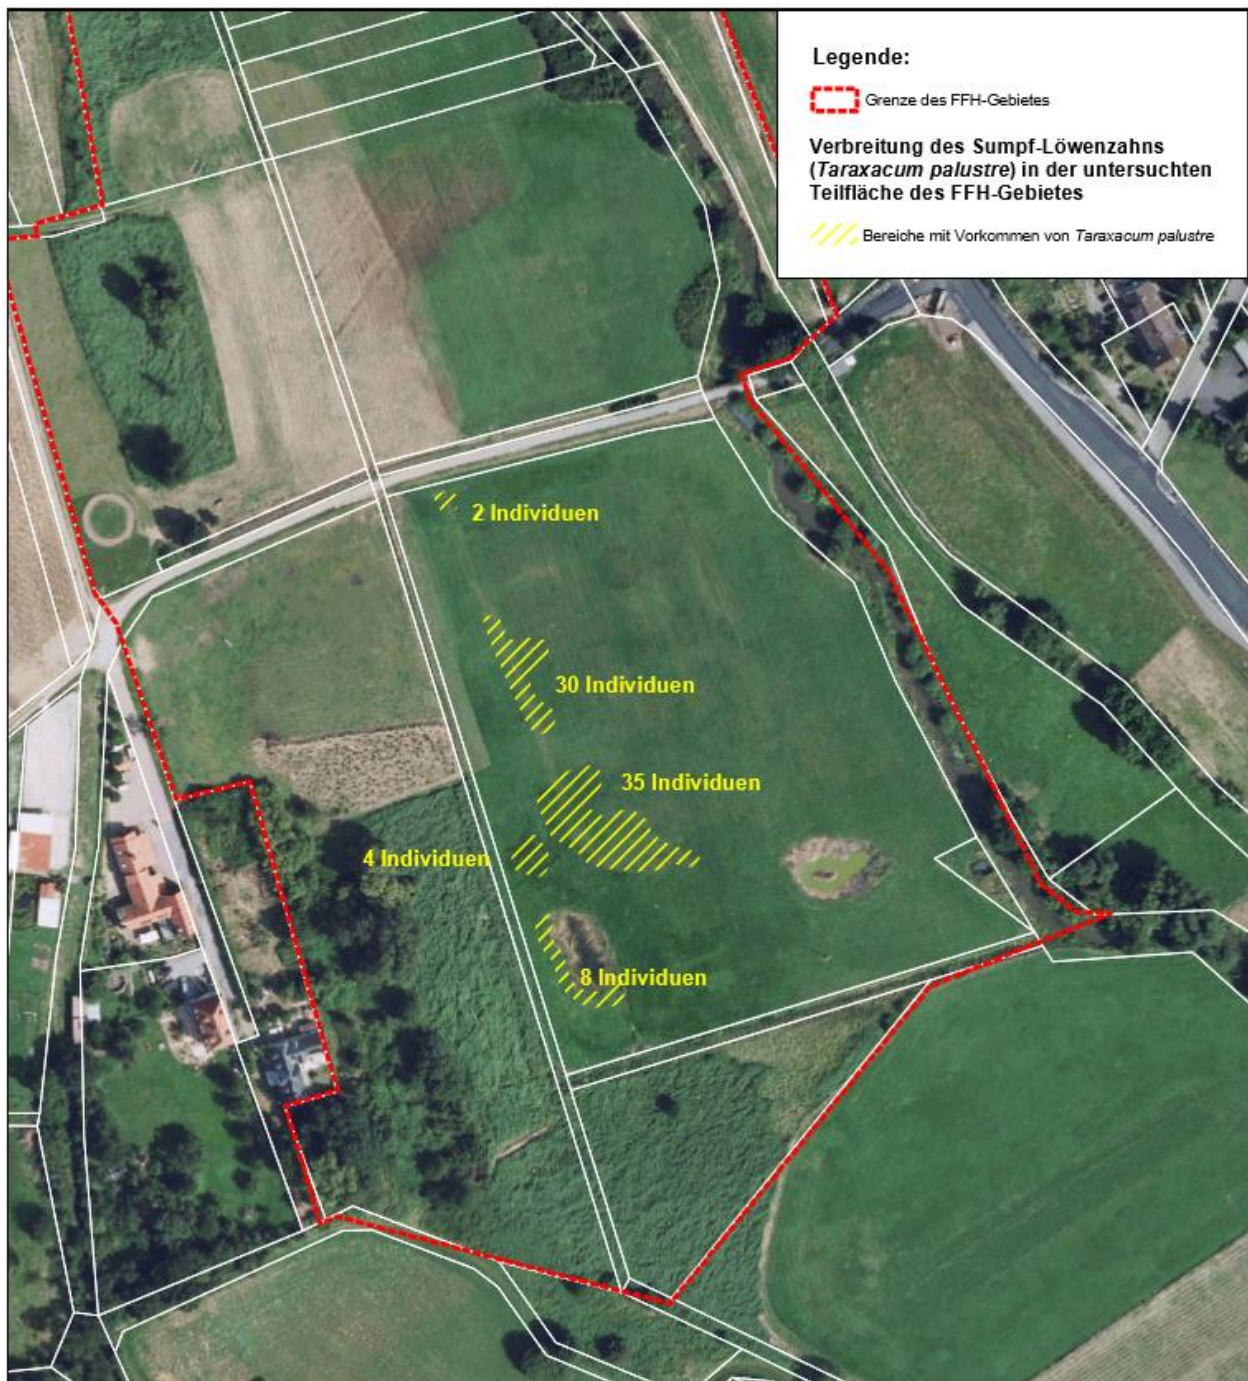 Legende:
Grenze des FFH-Gebietes
Verbreitung des Sumpf-Löwenzahns
(Taraxacum palustre) in der untersuchten
Teilfläche des FFH-Gebietes
Bereiche mit Vorkommen von Taraxacum palustre
2 Individuen
30 Individuen
35 Individuen
4 Individuen
8 Individuen